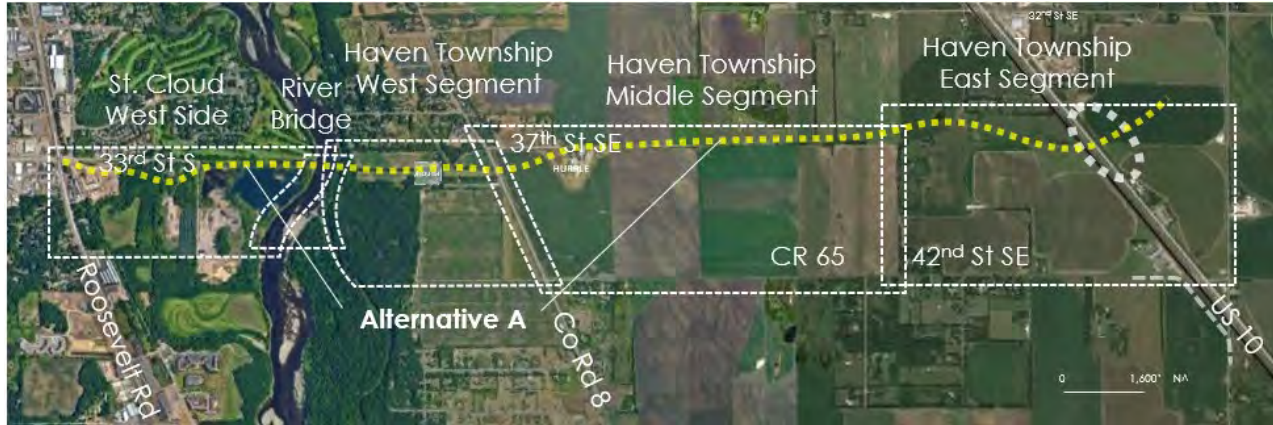 32nd St SE
Haven Township
West Segment
Haven Township
Middle Segment
Haven Township
East Segment
St. Cloud
West Side
River
Bridge
33rd St S
37th St SE
HUBBLE
CR 65
42nd St SE
Alternative A
Roosevelt Rd
Co Rd 8
US 10
0 1,600'